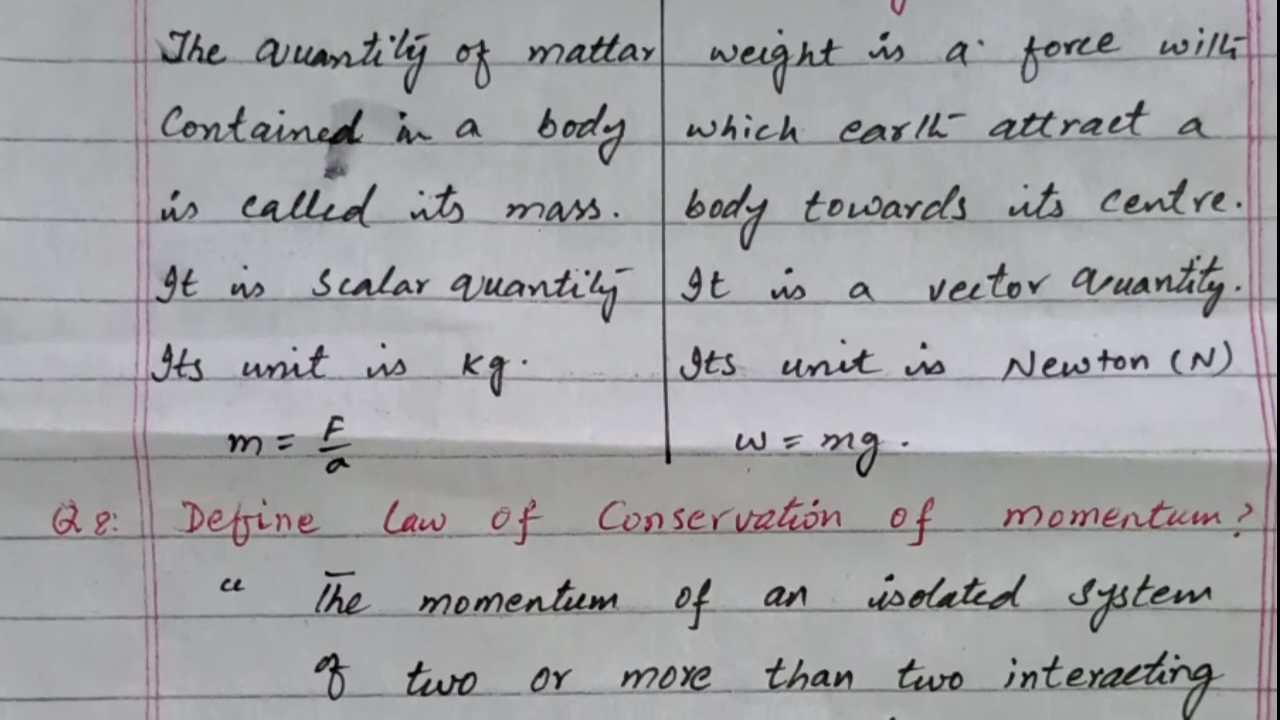 The quantity of mattar
Contained in a body
is called its mass.
It is scalar quantity
Its unit is kg.
m = F/a
weight is a force with
which earth attract a
body towards its centre.
It is a vector quantity.
Its unit is Newton (N)
w = mg.
Q8: Define law of Conservation of momentum?
“ The momentum of an isolated system
of two or more than two interacting